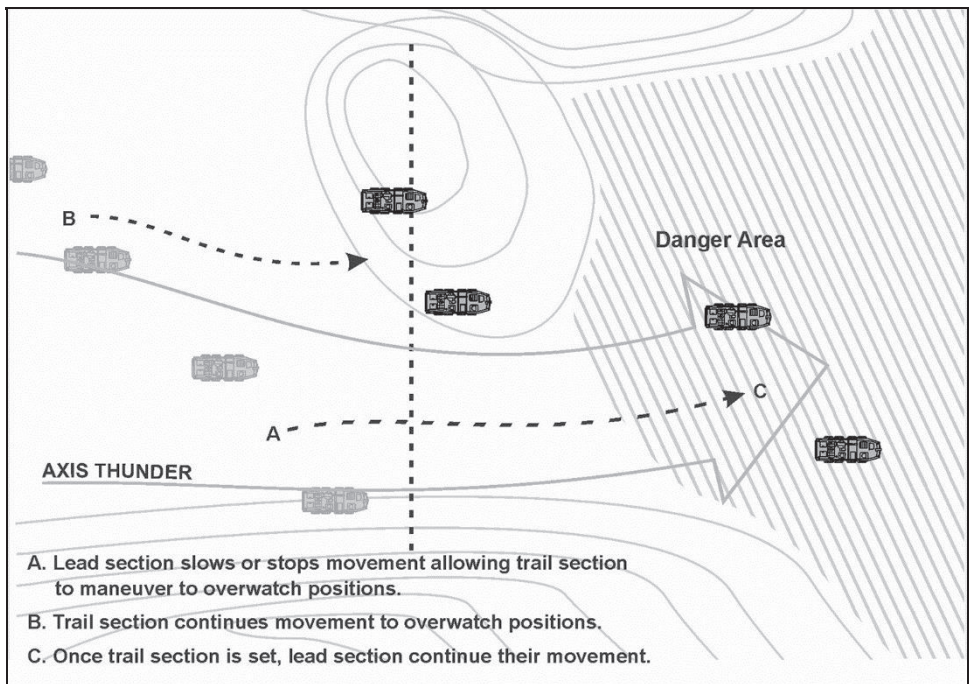 B
Danger Area
C
A
AXIS THUNDER
A. Lead section slows or stops movement allowing trail section
to maneuver to overwatch positions.
B. Trail section continues movement to overwatch positions.
C. Once trail section is set, lead section continue their movement.